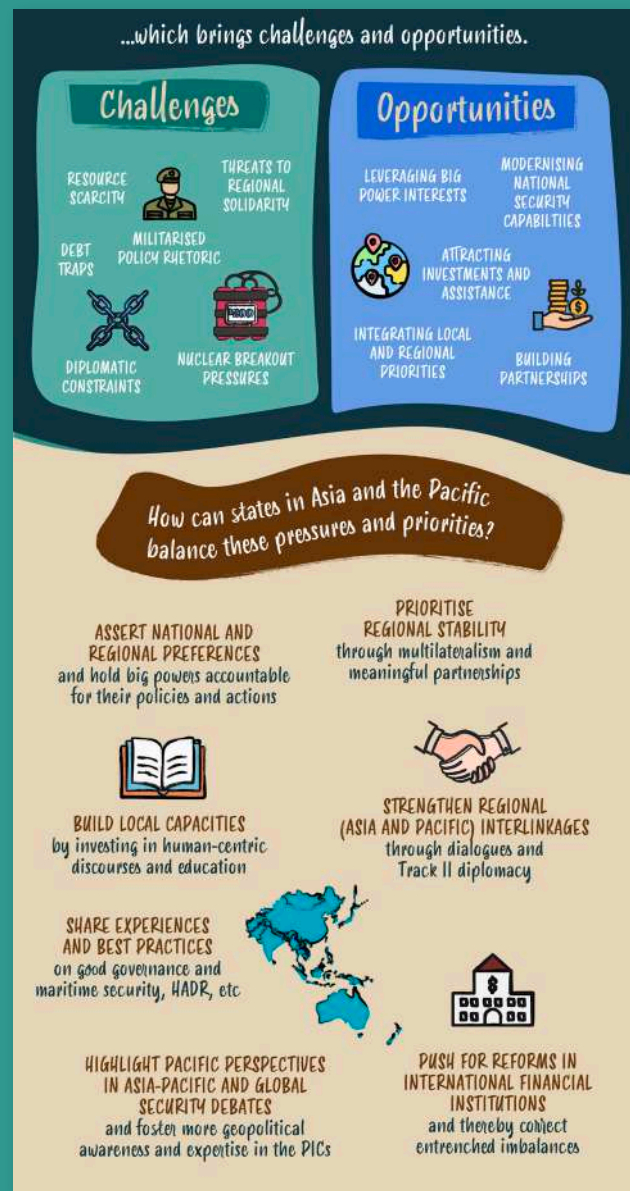 ...which brings challenges and opportunities.
Challenges
RESOURCE
SCARCITY
THREATS TO
REGIONAL
SOLIDARITY
MILITARISED
POLICY RHETORIC
DEBT
TRAPS
DIPLOMATIC
CONSTRAINTS
NUCLEAR BREAKOUT
PRESSURES
Opportunities
LEVERAGING BIG
POWER INTERESTS
MODERNISING
NATIONAL
SECURITY
CAPABILTIIES
ATTRACTING
INVESTMENTS AND
ASSISTANCE
INTEGRATING LOCAL
AND REGIONAL
PRIORITIES
BUILDING
PARTNERSHIPS
How can states in Asia and the Pacific
balance these pressures and priorities?
ASSERT NATIONAL AND
REGIONAL PREFERENCES
and hold big powers accountable
for their policies and actions
PRIORITISE
REGIONAL STABILITY
through multilateralism and
meaningful partnerships
BUILD LOCAL CAPACITIES
by investing in human-centric
discourses and education
STRENGTHEN REGIONAL
(ASIA AND PACIFIC) INTERLINKAGES
through dialogues and
Track II diplomacy
SHARE EXPERIENCES
AND BEST PRACTICES
on good governance and
maritime security, HADR, etc
HIGHLIGHT PACIFIC PERSPECTIVES
IN ASIA-PACIFIC AND GLOBAL
SECURITY DEBATES
and foster more geopolitical
awareness and expertise in the PICs
PUSH FOR REFORMS IN
INTERNATIONAL FINANCIAL
INSTITUTIONS
and thereby correct
entrenched imbalances